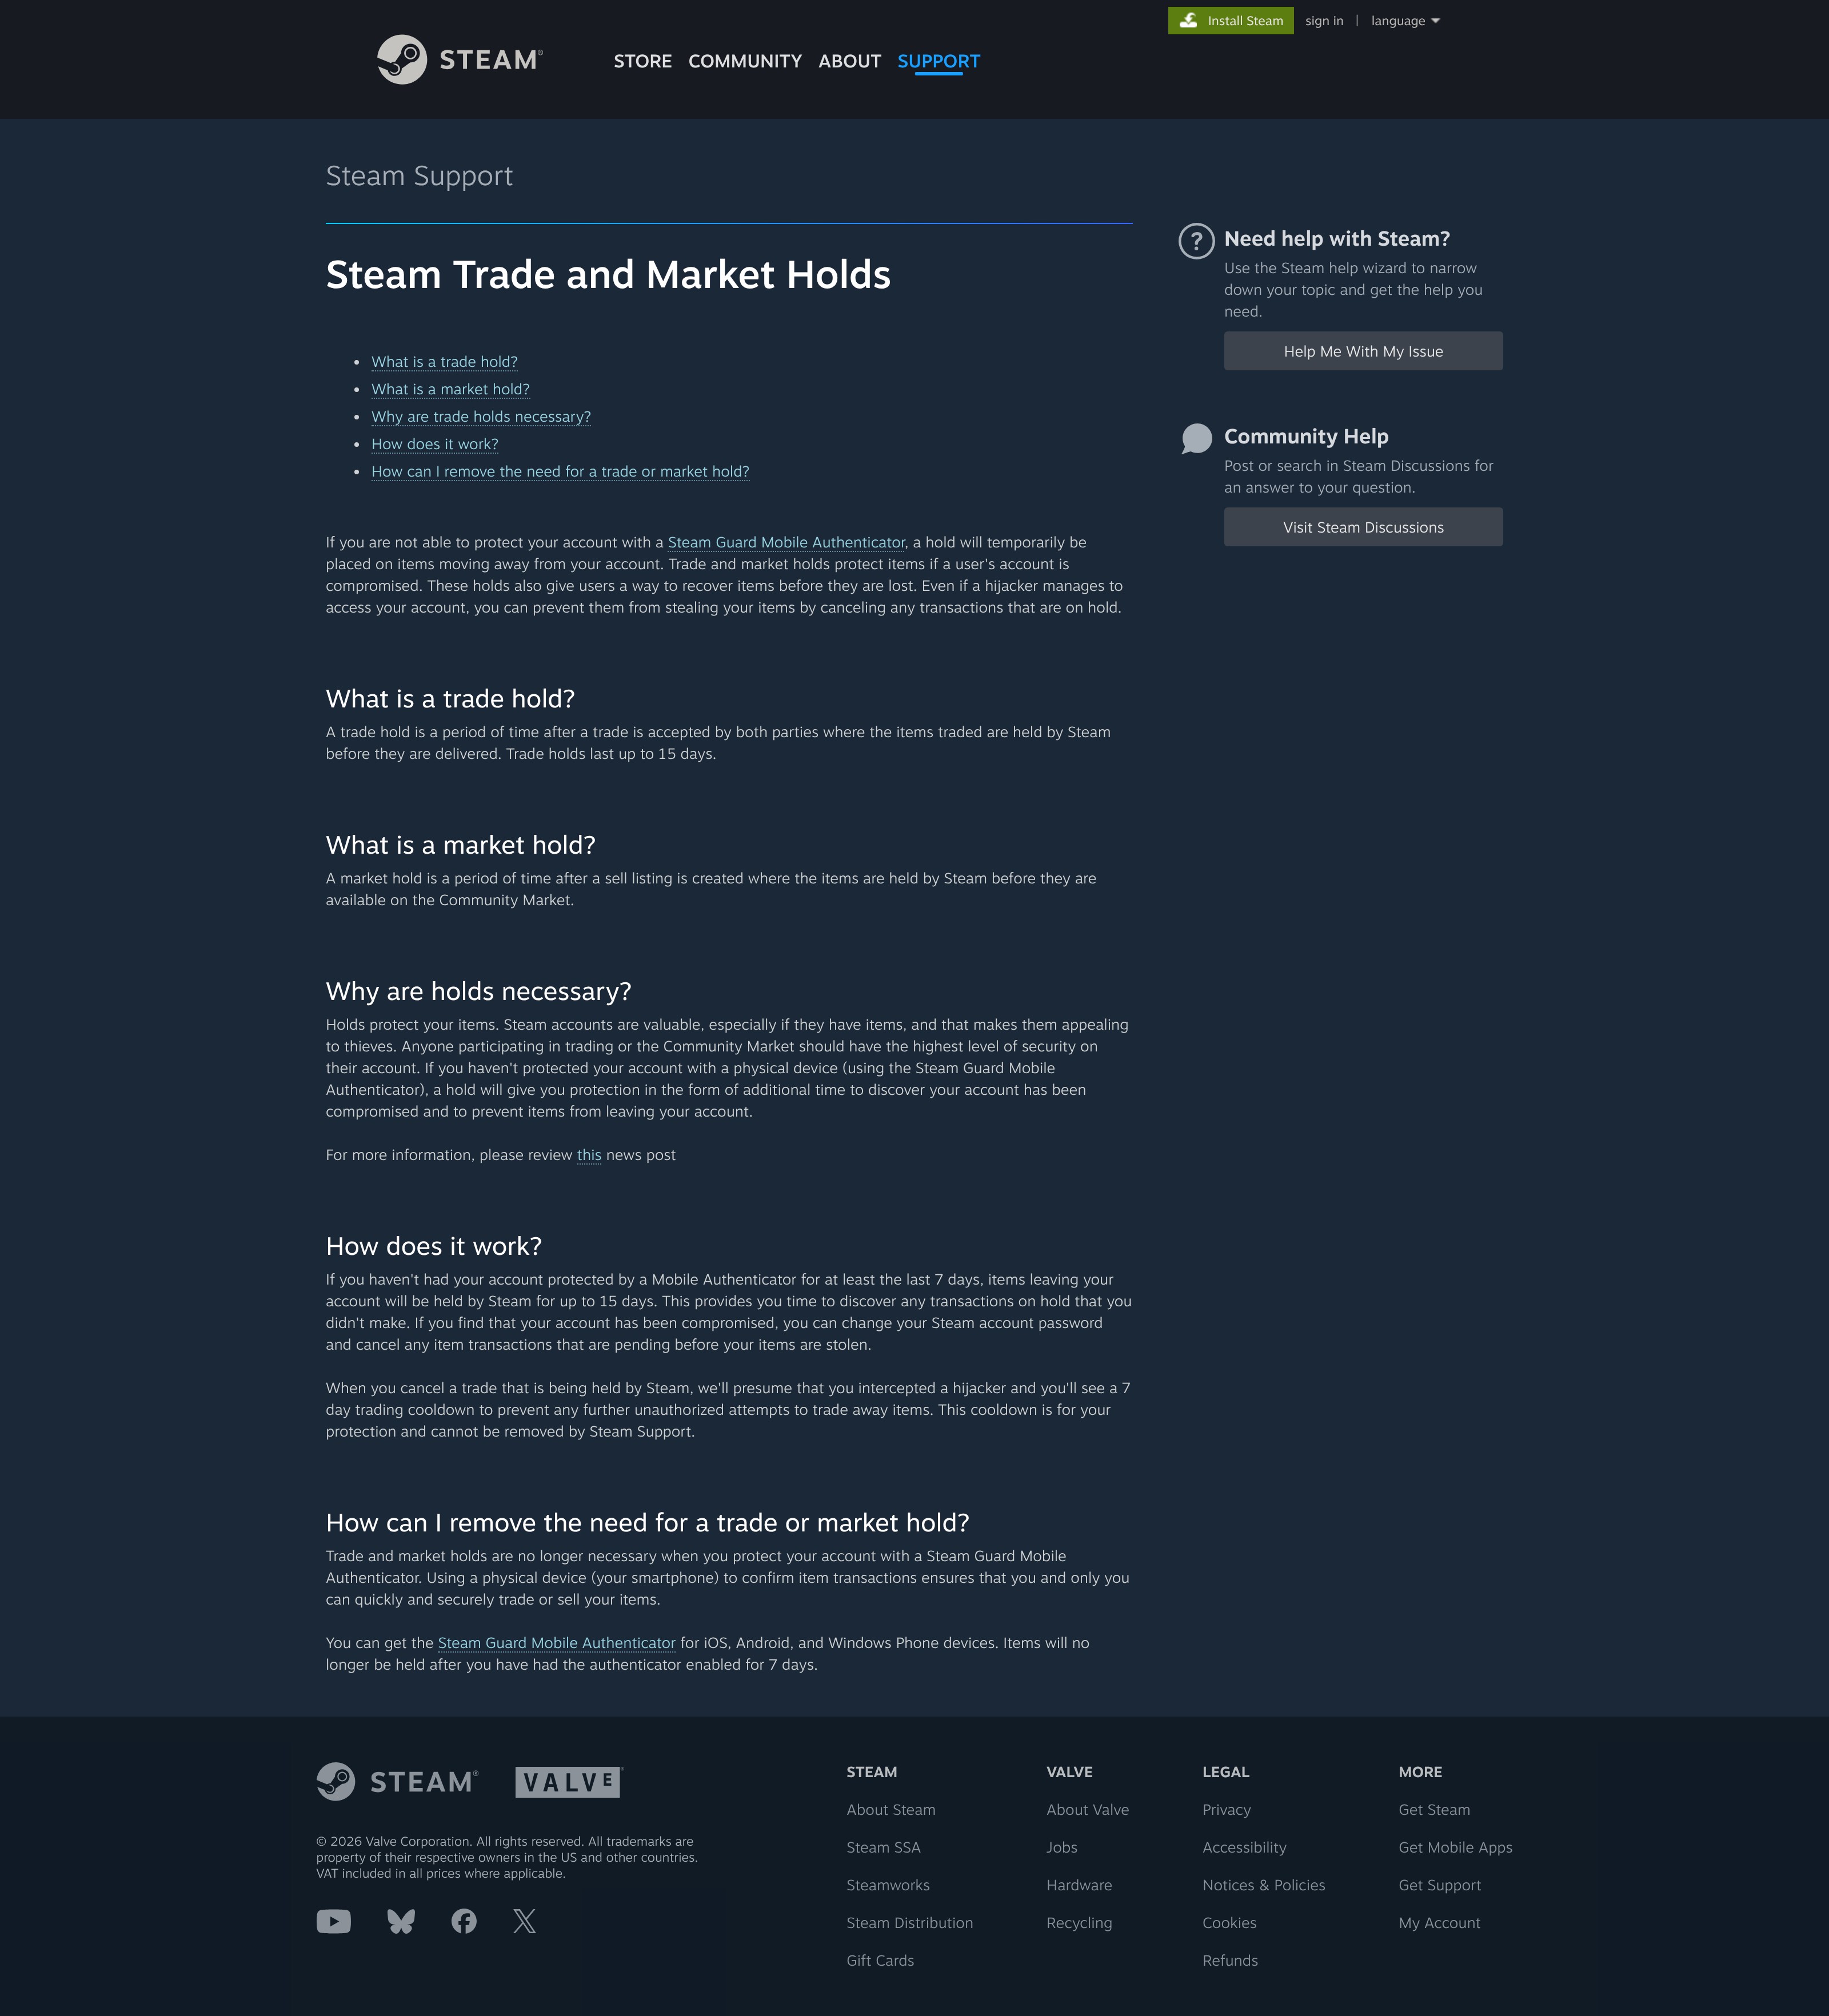 Install Steam
sign in | language
STEAM®
STORE COMMUNITY ABOUT SUPPORT
Steam Support
Steam Trade and Market Holds
• What is a trade hold?
• What is a market hold?
• Why are trade holds necessary?
• How does it work?
• How can I remove the need for a trade or market hold?
If you are not able to protect your account with a Steam Guard Mobile Authenticator, a hold will temporarily be
placed on items moving away from your account. Trade and market holds protect items if a user's account is
compromised. These holds also give users a way to recover items before they are lost. Even if a hijacker manages to
access your account, you can prevent them from stealing your items by canceling any transactions that are on hold.
What is a trade hold?
A trade hold is a period of time after a trade is accepted by both parties where the items traded are held by Steam
before they are delivered. Trade holds last up to 15 days.
What is a market hold?
A market hold is a period of time after a sell listing is created where the items are held by Steam before they are
available on the Community Market.
Why are holds necessary?
Holds protect your items. Steam accounts are valuable, especially if they have items, and that makes them appealing
to thieves. Anyone participating in trading or the Community Market should have the highest level of security on
their account. If you haven't protected your account with a physical device (using the Steam Guard Mobile
Authenticator), a hold will give you protection in the form of additional time to discover your account has been
compromised and to prevent items from leaving your account.
For more information, please review this news post
How does it work?
If you haven't had your account protected by a Mobile Authenticator for at least the last 7 days, items leaving your
account will be held by Steam for up to 15 days. This provides you time to discover any transactions on hold that you
didn't make. If you find that your account has been compromised, you can change your Steam account password
and cancel any item transactions that are pending before your items are stolen.
When you cancel a trade that is being held by Steam, we'll presume that you intercepted a hijacker and you'll see a 7
day trading cooldown to prevent any further unauthorized attempts to trade away items. This cooldown is for your
protection and cannot be removed by Steam Support.
How can I remove the need for a trade or market hold?
Trade and market holds are no longer necessary when you protect your account with a Steam Guard Mobile
Authenticator. Using a physical device (your smartphone) to confirm item transactions ensures that you and only you
can quickly and securely trade or sell your items.
You can get the Steam Guard Mobile Authenticator for iOS, Android, and Windows Phone devices. Items will no
longer be held after you have had the authenticator enabled for 7 days.
?
Need help with Steam?
Use the Steam help wizard to narrow
down your topic and get the help you
need.
Help Me With My Issue
Community Help
Post or search in Steam Discussions for
an answer to your question.
Visit Steam Discussions
STEAM® VALVE®
© 2026 Valve Corporation. All rights reserved. All trademarks are
property of their respective owners in the US and other countries.
VAT included in all prices where applicable.
STEAM
About Steam
Steam SSA
Steamworks
Steam Distribution
Gift Cards
VALVE
About Valve
Jobs
Hardware
Recycling
LEGAL
Privacy
Accessibility
Notices & Policies
Cookies
Refunds
MORE
Get Steam
Get Mobile Apps
Get Support
My Account